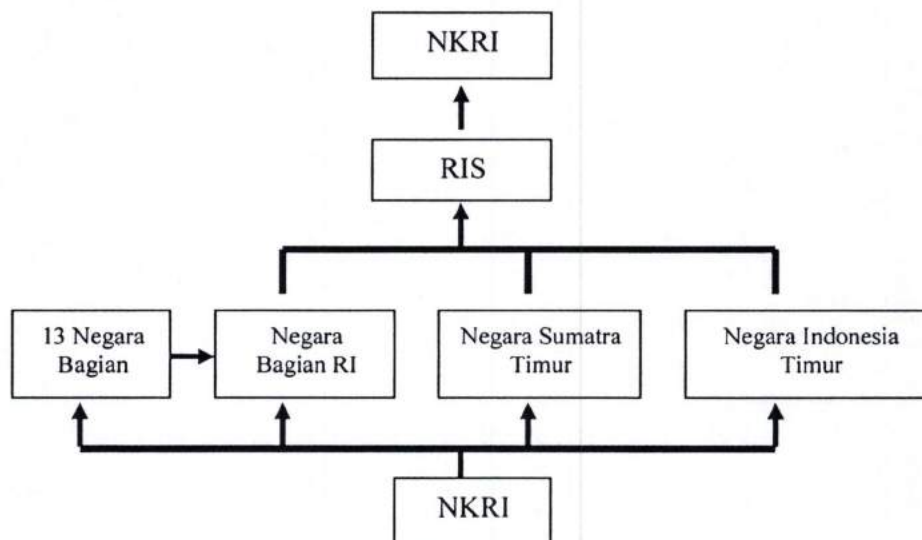 NKRI
RIS
13 Negara
Bagian
Negara
Bagian RI
Negara Sumatra
Timur
Negara Indonesia
Timur
NKRI